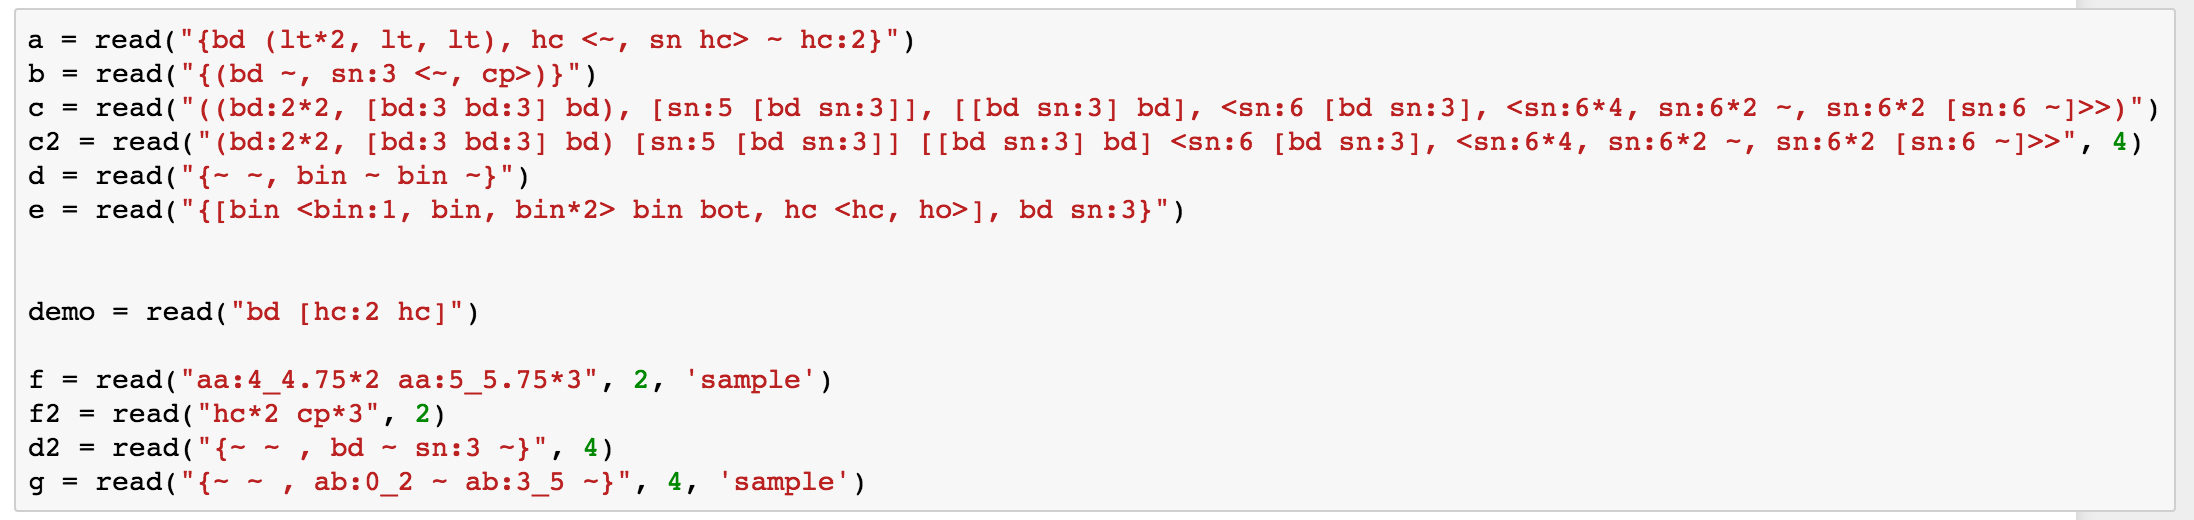 a = read("{bd (lt*2, lt, lt), hc <~, sn hc> ~ hc:2}")
b = read("{(bd ~, sn:3 <~, cp>)}")
c = read("((bd:2*2, [bd:3 bd:3] bd), [sn:5 [bd sn:3]], [[bd sn:3] bd], <sn:6 [bd sn:3], <sn:6*4, sn:6*2 ~, sn:6*2 [sn:6 ~]>>)")
c2 = read("(bd:2*2, [bd:3 bd:3] bd) [sn:5 [bd sn:3]] [[bd sn:3] bd] <sn:6 [bd sn:3], <sn:6*4, sn:6*2 ~, sn:6*2 [sn:6 ~]>>", 4)
d = read("{~ ~, bin ~ bin ~}")
e = read("{[bin <bin:1, bin, bin*2> bin bot, hc <hc, ho>], bd sn:3}")
demo = read("bd [hc:2 hc]")
f = read("aa:4_4.75*2 aa:5_5.75*3", 2, 'sample')
f2 = read("hc*2 cp*3", 2)
d2 = read("{~ ~ , bd ~ sn:3 ~}", 4)
g = read("{~ ~ , ab:0_2 ~ ab:3_5 ~}", 4, 'sample')